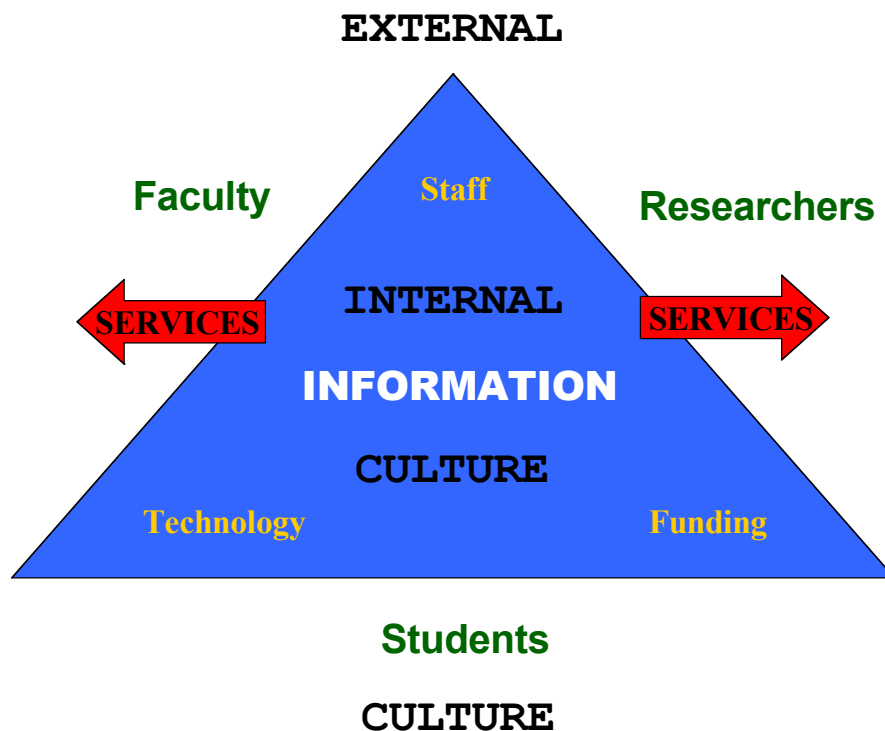 EXTERNAL
Staff
Faculty
Researchers
INTERNAL
SERVICES
SERVICES
INFORMATION
CULTURE
Technology
Funding
Students
CULTURE